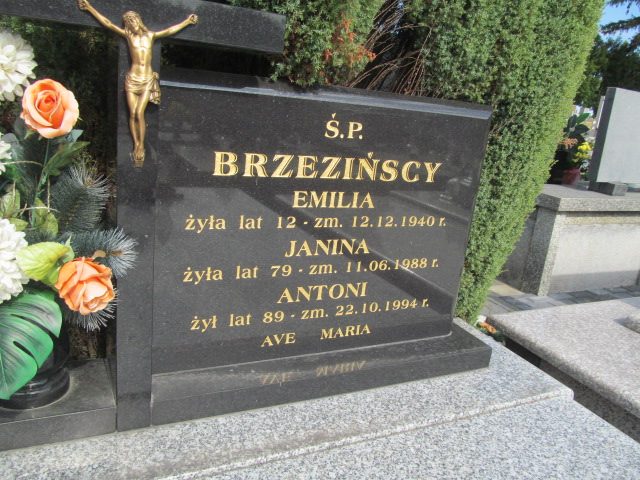 Ś.P.
BRZEZIŃSCY
EMILIA
żyła lat 12 - zm. 12.12.1940 r.
JANINA
żyła lat 79 - zm. 11.06.1988 r.
ANTONI
żył lat 89 - zm. 22.10.1994 r.
AVE MARIA